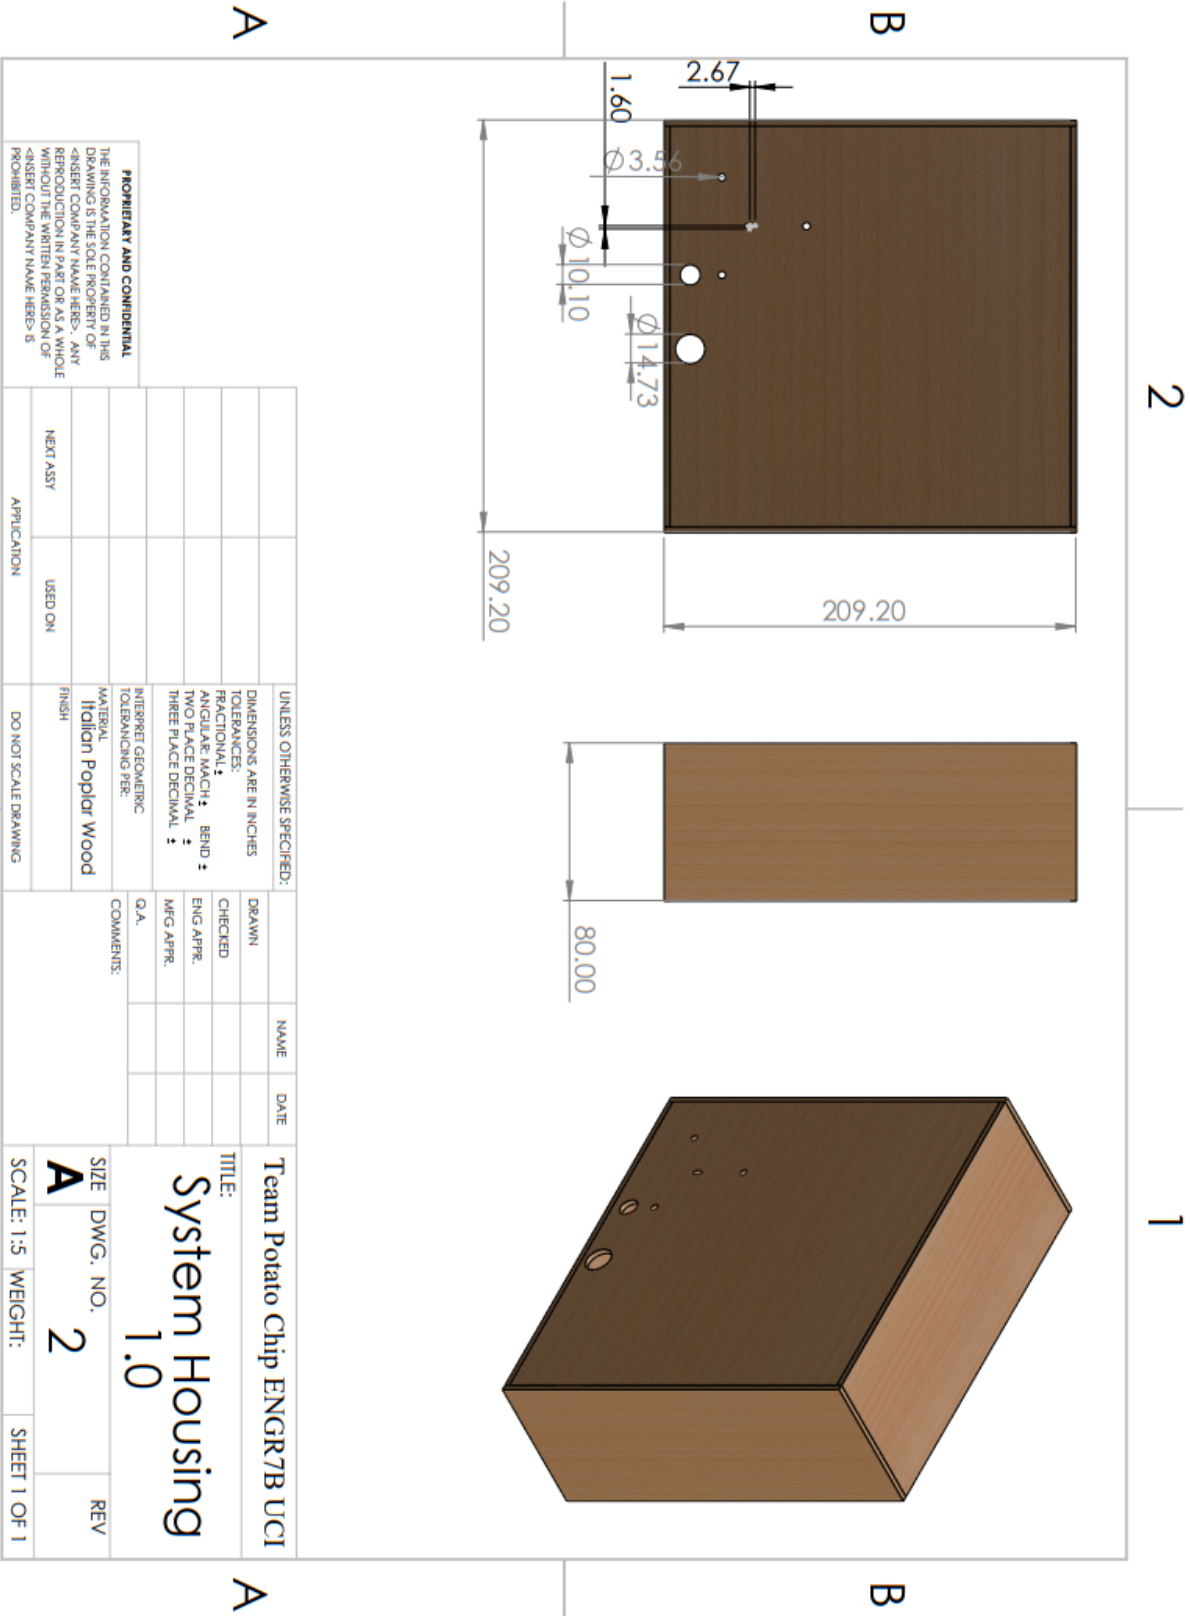 2
1
B
B
A
A
2.67
1.60
Ø3.56
Ø10.10
Ø14.73
209.20
209.20
80.00
PROPRIETARY AND CONFIDENTIAL
THE INFORMATION CONTAINED IN THIS
DRAWING IS THE SOLE PROPERTY OF
<INSERT COMPANY NAME HERE>. ANY
REPRODUCTION IN PART OR AS A WHOLE
WITHOUT THE WRITTEN PERMISSION OF
<INSERT COMPANY NAME HERE> IS
PROHIBITED.
NEXT ASSY
USED ON
APPLICATION
UNLESS OTHERWISE SPECIFIED:
DIMENSIONS ARE IN INCHES
TOLERANCES:
FRACTIONAL ±
ANGULAR: MACH ± BEND ±
TWO PLACE DECIMAL ±
THREE PLACE DECIMAL ±
INTERPRET GEOMETRIC
TOLERANCING PER:
MATERIAL
Italian Poplar Wood
FINISH
DO NOT SCALE DRAWING
NAME
DATE
DRAWN
CHECKED
ENG APPR.
MFG APPR.
Q.A.
COMMENTS:
Team Potato Chip ENGR7B UCI
TITLE:
System Housing
1.0
SIZE
DWG. NO.
REV
A
2
SCALE: 1:5
WEIGHT:
SHEET 1 OF 1